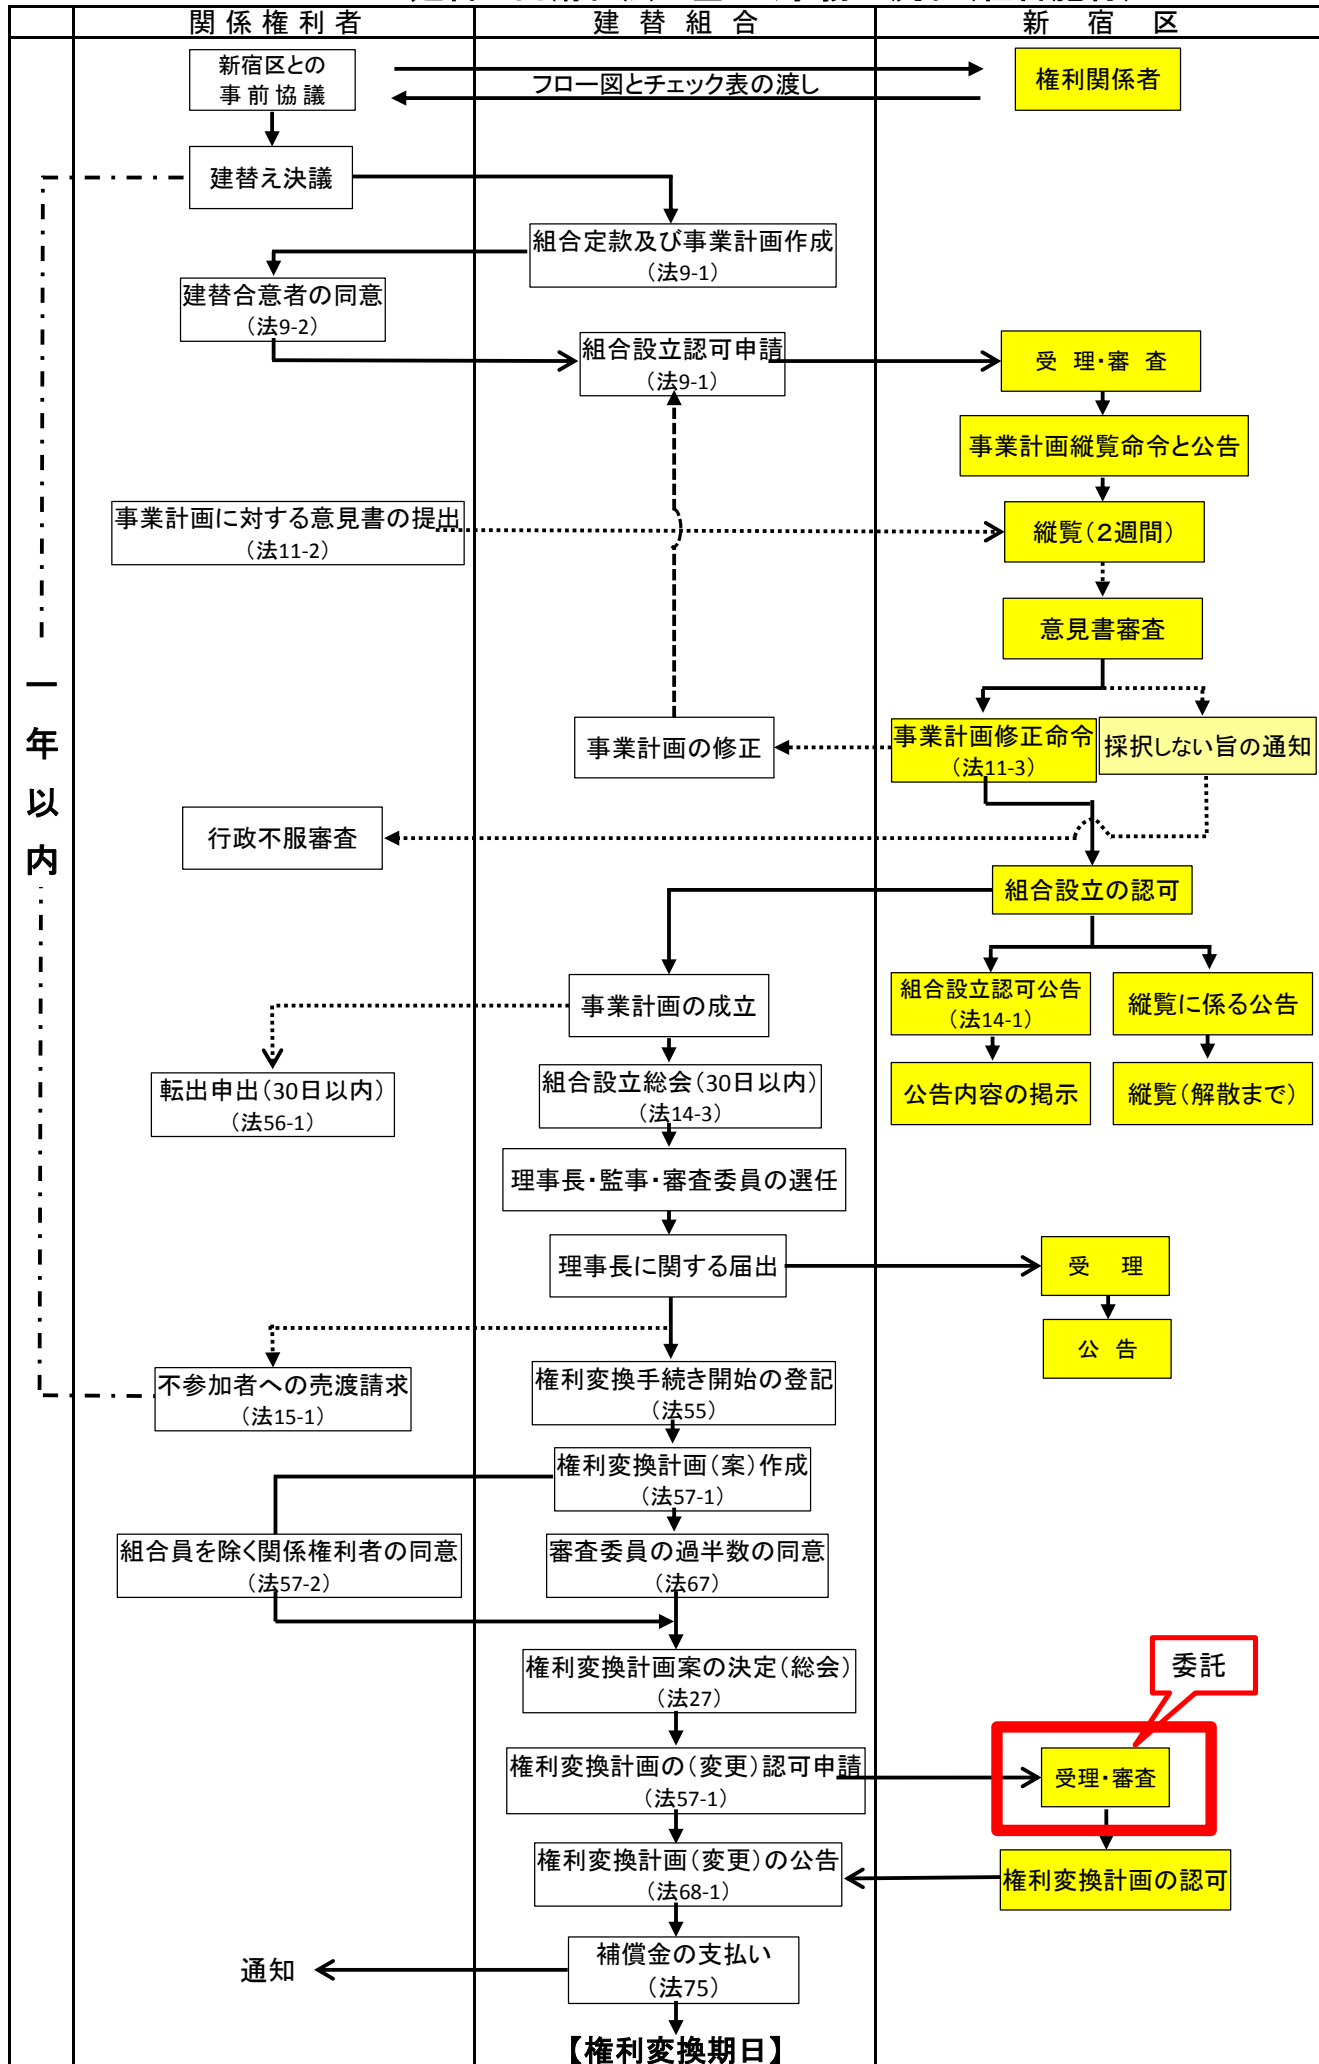 関係権利者
建替組合
新宿区
新宿区との
事前協議
フロー図とチェック表の渡し
権利関係者
建替え決議
組合定款及び事業計画作成
（法9-1）
建替合意者の同意
（法9-2）
組合設立認可申請
（法9-1）
受理・審査
事業計画縦覧命令と公告
事業計画に対する意見書の提出
（法11-2）
縦覧（２週間）
意見書審査
一年以内
事業計画の修正
事業計画修正命令
（法11-3）
採択しない旨の通知
行政不服審査
組合設立の認可
事業計画の成立
組合設立認可公告
（法14-1）
縦覧に係る公告
転出申出（30日以内）
（法56-1）
組合設立総会（30日以内）
（法14-3）
公告内容の掲示
縦覧（解散まで）
理事長・監事・審査委員の選任
理事長に関する届出
受理
公告
不参加者への売渡請求
（法15-1）
権利変換手続き開始の登記
（法55）
権利変換計画（案）作成
（法57-1）
組合員を除く関係権利者の同意
（法57-2）
審査委員の過半数の同意
（法67）
権利変換計画案の決定（総会）
（法27）
委託
権利変換計画の（変更）認可申請
（法57-1）
受理・審査
権利変換計画（変更）の公告
（法68-1）
権利変換計画の認可
通知
補償金の支払い
（法75）
【権利変換期日】